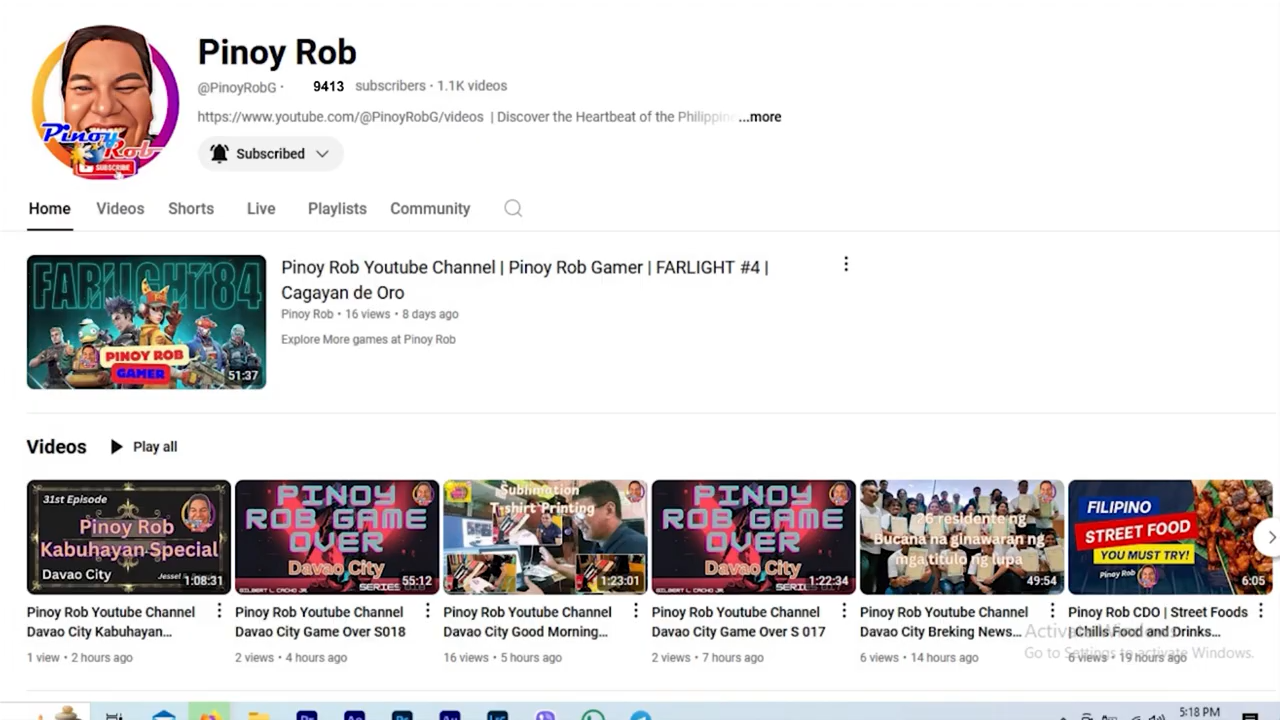 Pinoy Rob
@PinoyRobG · 9413 subscribers · 1.1K videos
https://www.youtube.com/@PinoyRobG/videos | Discover the Heartbeat of the Philippin ...more
Pinoy
Rob
SUBSCRIBE
Subscribed
Home Videos Shorts Live Playlists Community
FARLIGHT84
PINOY ROB
GAMER
51:37
Pinoy Rob Youtube Channel | Pinoy Rob Gamer | FARLIGHT #4 |
Cagayan de Oro
Pinoy Rob • 16 views • 8 days ago
Explore More games at Pinoy Rob
Videos Play all
31st Episode
Pinoy Rob
Kabuhayan Special
Davao City
1:08:31
Pinoy Rob Youtube Channel
Davao City Kabuhayan...
1 view • 2 hours ago
PINOY
ROB GAME
OVER
Davao City
GILBERT L. CACHO JR.
55:12
Pinoy Rob Youtube Channel
Davao City Game Over S018
2 views • 4 hours ago
Sublimation
T-shirt Printing
1:23:01
Pinoy Rob Youtube Channel
Davao City Good Morning...
16 views • 5 hours ago
PINOY
ROB GAME
OVER
Davao City
GILBERT L. CACHO JR.
1:22:34
Pinoy Rob Youtube Channel
Davao City Game Over S 017
2 views • 7 hours ago
26 residente ng
Bucana na ginawaran ng
mga titulo ng lupa
49:54
Pinoy Rob Youtube Channel
Davao City Breking News...
6 views • 14 hours ago
FILIPINO
STREET FOOD
YOU MUST TRY!
Pinoy Rob
6:05
Pinoy Rob CDO | Street Foods
| Chills Food and Drinks...
6 views • 19 hours ago
Activate Windows
Go to Settings to activate Windows.
5:18 PM